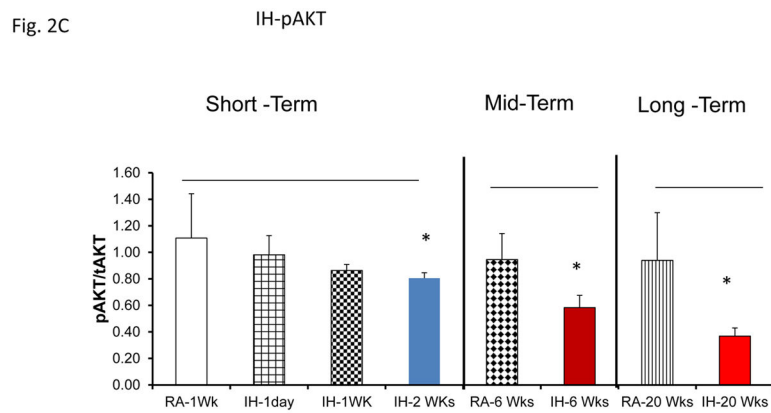 Fig. 2C
IH-pAKT
Short -Term
Mid-Term
Long -Term
pAKT/tAKT
1.60
1.40
1.20
1.00
0.80
0.60
0.40
0.20
0.00
*
*
*
RA-1Wk IH-1day IH-1WK IH-2 WKs RA-6 Wks IH-6 Wks RA-20 Wks IH-20 Wks